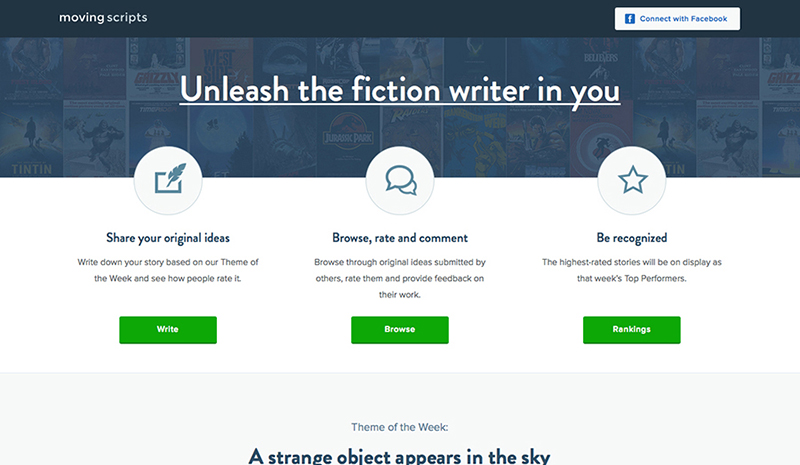 moving scripts
Connect with Facebook
Unleash the fiction writer in you
JURASSIC PARK
TINTIN
Share your original ideas
Write down your story based on our Theme of
the Week and see how people rate it.
Write
Browse, rate and comment
Browse through original ideas submitted by
others, rate them and provide feedback on
their work.
Browse
Be recognized
The highest-rated stories will be on display as
that week's Top Performers.
Rankings
Theme of the Week:
A strange object appears in the sky